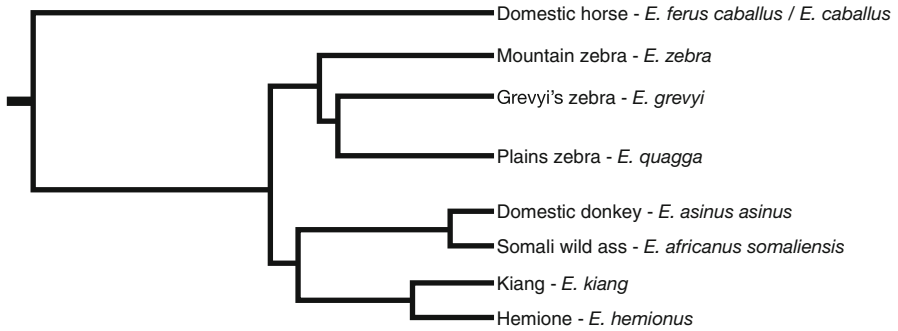 Domestic horse - E. ferus caballus / E. caballus
Mountain zebra - E. zebra
Grevyi's zebra - E. grevyi
Plains zebra - E. quagga
Domestic donkey - E. asinus asinus
Somali wild ass - E. africanus somaliensis
Kiang - E. kiang
Hemione - E. hemionus